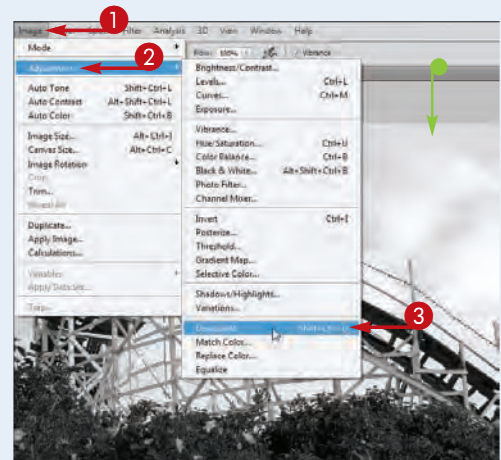 1
Image Filter Analysis 3D View Window Help
Flow: 100% Vibrance
2
Mode
Adjustments
Auto Tone Shift+Ctrl+L
Auto Contrast Alt+Shift+Ctrl+L
Auto Color Shift+Ctrl+B
Image Size... Alt+Ctrl+I
Canvas Size... Alt+Ctrl+C
Image Rotation
Crop
Trim...
Reveal All
Duplicate...
Apply Image...
Calculations...
Variables
Apply Data Set...
Trap...
Brightness/Contrast...
Levels... Ctrl+L
Curves... Ctrl+M
Exposure...
Vibrance...
Hue/Saturation... Ctrl+U
Color Balance... Ctrl+B
Black & White... Alt+Shift+Ctrl+B
Photo Filter...
Channel Mixer...
Invert Ctrl+I
Posterize...
Threshold...
Gradient Map...
Selective Color...
Shadows/Highlights...
Variations...
Desaturate Shift+Ctrl+U
3
Match Color...
Replace Color...
Equalize